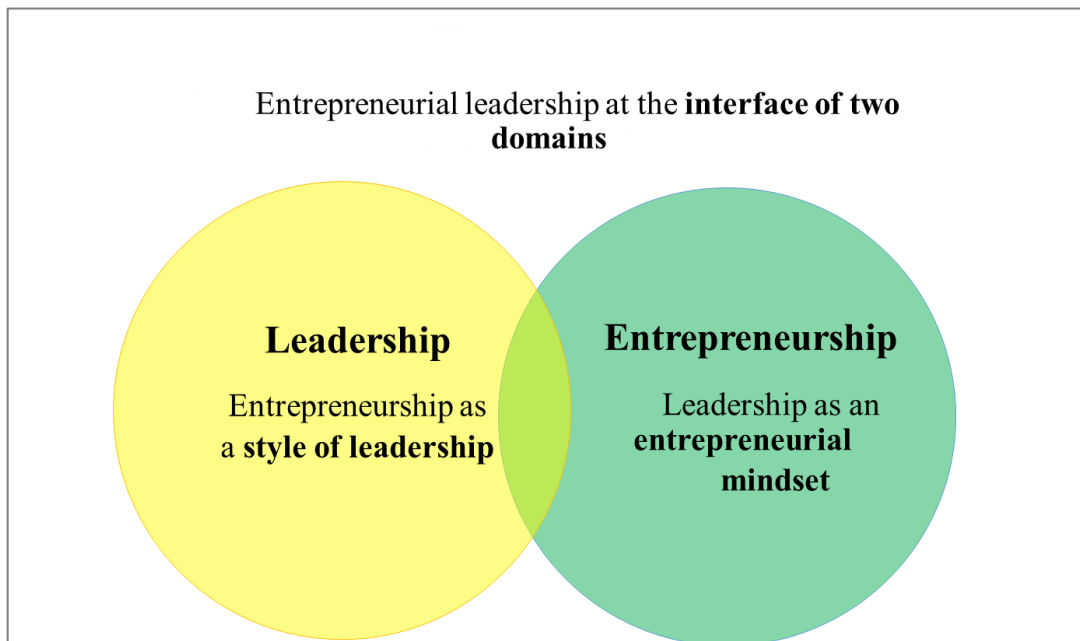 Entrepreneurial leadership at the interface of two
domains
Leadership
Entrepreneurship as
a style of leadership
Entrepreneurship
Leadership as an
entrepreneurial
mindset